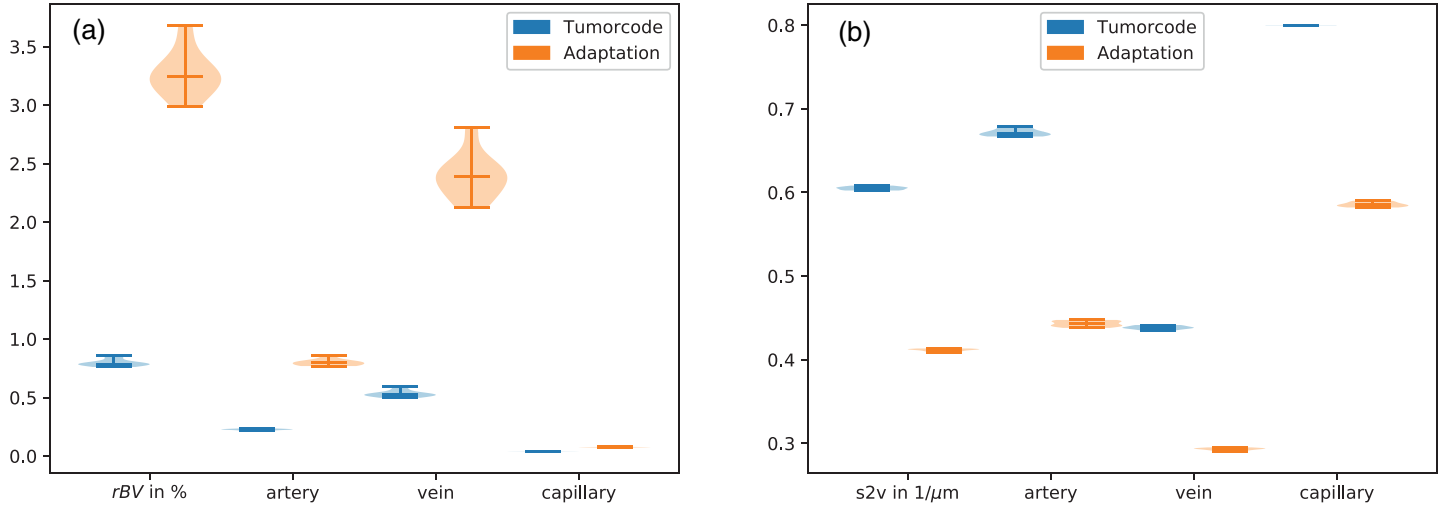 (a)
Tumorcode
Adaptation
3.5
3.0
2.5
2.0
1.5
1.0
0.5
0.0
rBV in %
artery
vein
capillary
(b)
Tumorcode
Adaptation
0.8
0.7
0.6
0.5
0.4
0.3
s2v in 1/μm
artery
vein
capillary